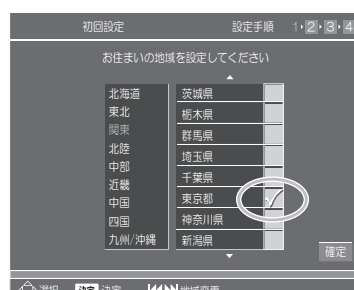 初回設定 設定手順 1 2 3 4
お住まいの地域を設定してください
北海道
東北
関東
北陸
中部
近畿
中国
四国
九州/沖縄
茨城県
栃木県
群馬県
埼玉県
千葉県
東京都
神奈川県
新潟県
確定
選択 決定 決定 地域変更